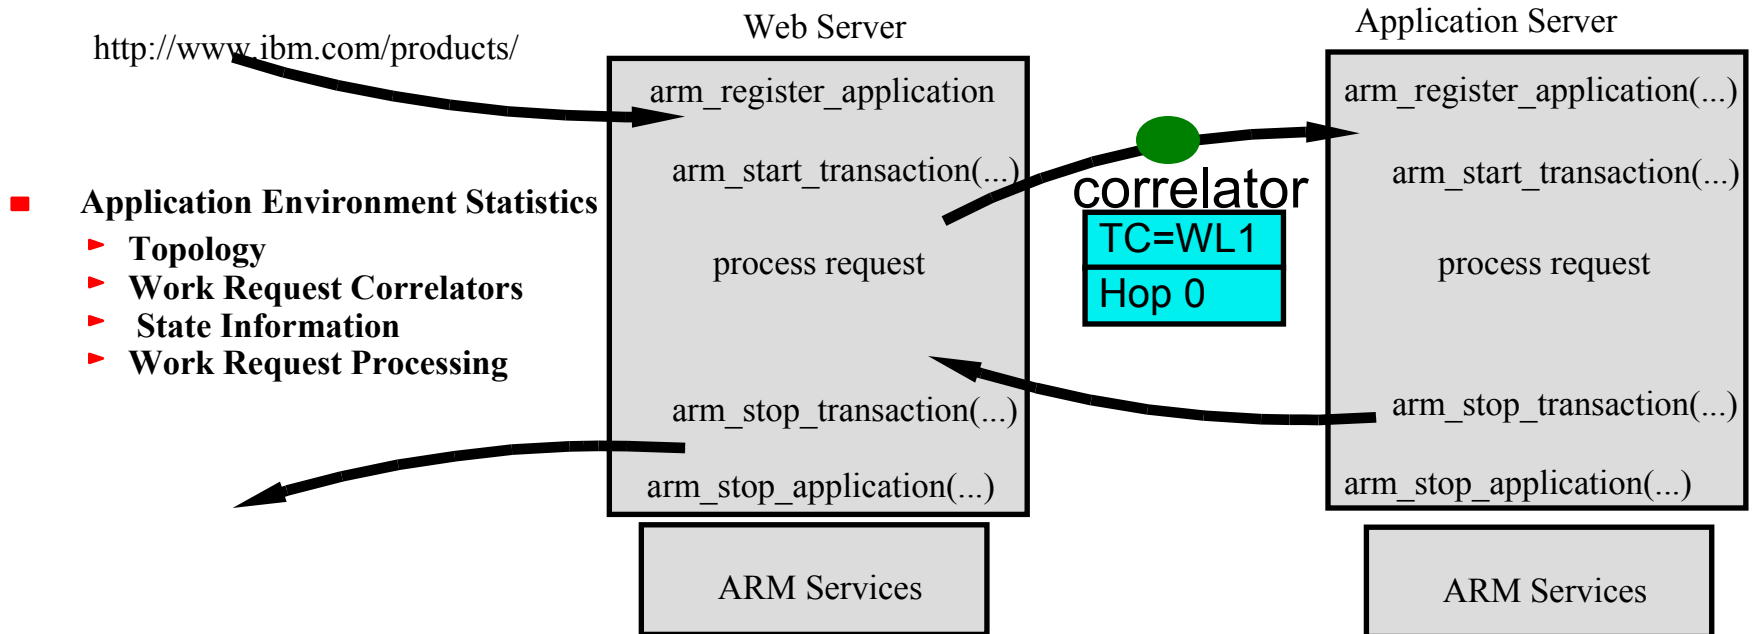 http://www.ibm.com/products/
Application Environment Statistics
Topology
Work Request Correlators
State Information
Work Request Processing
Web Server
arm_register_application
arm_start_transaction(...)
process request
arm_stop_transaction(...)
arm_stop_application(...)
ARM Services
correlator
TC=WL1
Hop 0
Application Server
arm_register_application(...)
arm_start_transaction(...)
process request
arm_stop_transaction(...)
arm_stop_application(...)
ARM Services